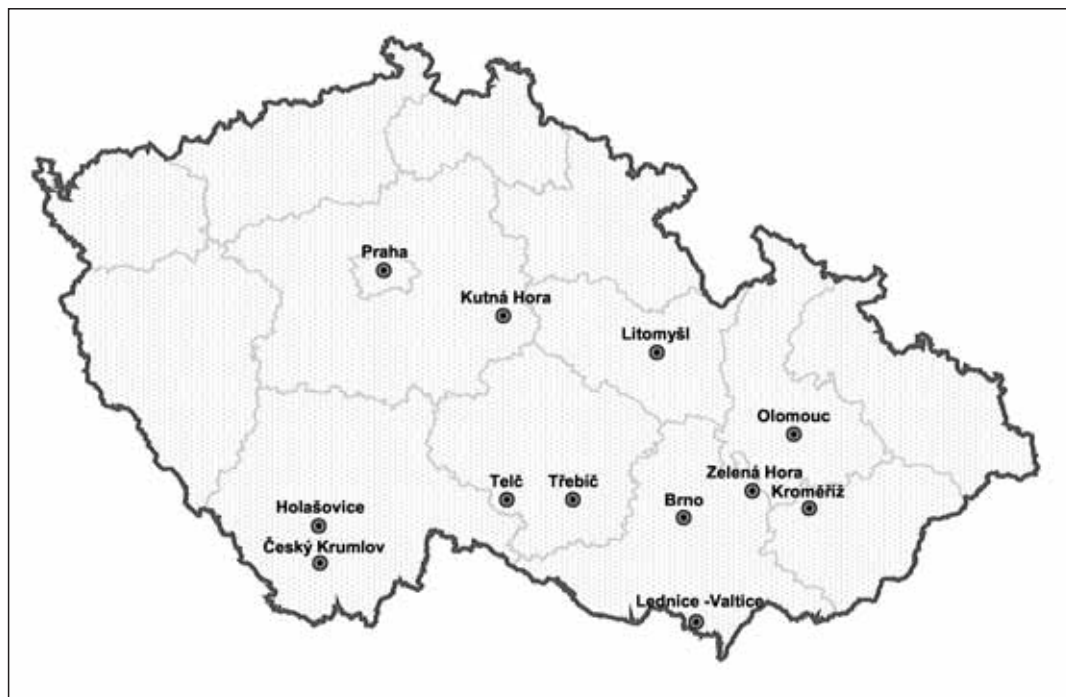 Praha
Kutná Hora
Litomyšl
Olomouc
Zelená Hora
Telč
Třebíč
Kroměříž
Brno
Holašovice
Český Krumlov
Lednice -Valtice